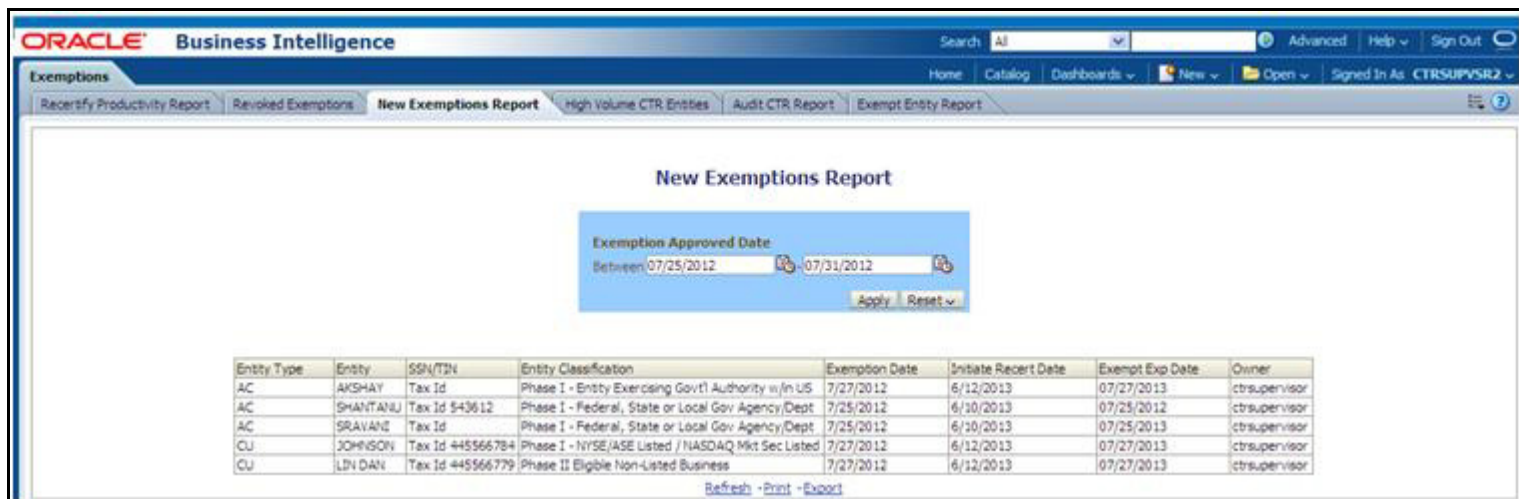 ORACLE Business Intelligence Search All Advanced Help Sign Out
Exemptions Home Catalog Dashboards New Open Signed In As CTRSUPVSR2
Recertify Productivity Report Revoked Exemptions New Exemptions Report High Volume CTR Entities Audit CTR Report Exempt Entity Report
New Exemptions Report
Exemption Approved Date
Between 07/25/2012 - 07/31/2012
Apply Reset
Entity Type Entity SSN/TIN Entity Classification Exemption Date Initiate Recert Date Exempt Exp Date Owner
AC AKSHAY Tax Id Phase I - Entity Exercising Govt'l Authority w/in US 7/27/2012 6/12/2013 07/27/2013 ctrsupervisor
AC SHANTANU Tax Id 543612 Phase I - Federal, State or Local Gov Agency/Dept 7/25/2012 6/10/2013 07/25/2012 ctrsupervisor
AC SRAVANI Tax Id Phase I - Federal, State or Local Gov Agency/Dept 7/25/2012 6/10/2013 07/25/2013 ctrsupervisor
CU JOHNSON Tax Id 445566784 Phase I - NYSE/ASE Listed / NASDAQ Mkt Sec Listed 7/27/2012 6/12/2013 07/27/2013 ctrsupervisor
CU LIN DAN Tax Id 445566779 Phase II Eligible Non-Listed Business 7/27/2012 6/12/2013 07/27/2013 ctrsupervisor
Refresh - Print - Export